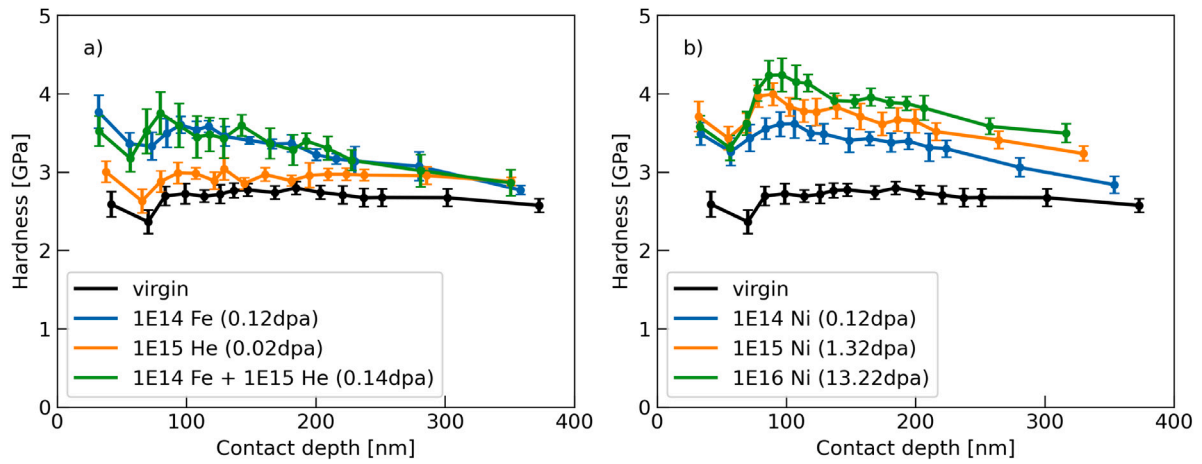 a)
Hardness [GPa]
5
4
3
2
1
0
virgin
1E14 Fe (0.12dpa)
1E15 He (0.02dpa)
1E14 Fe + 1E15 He (0.14dpa)
0 100 200 300 400
Contact depth [nm]
b)
Hardness [GPa]
5
4
3
2
1
0
virgin
1E14 Ni (0.12dpa)
1E15 Ni (1.32dpa)
1E16 Ni (13.22dpa)
0 100 200 300 400
Contact depth [nm]